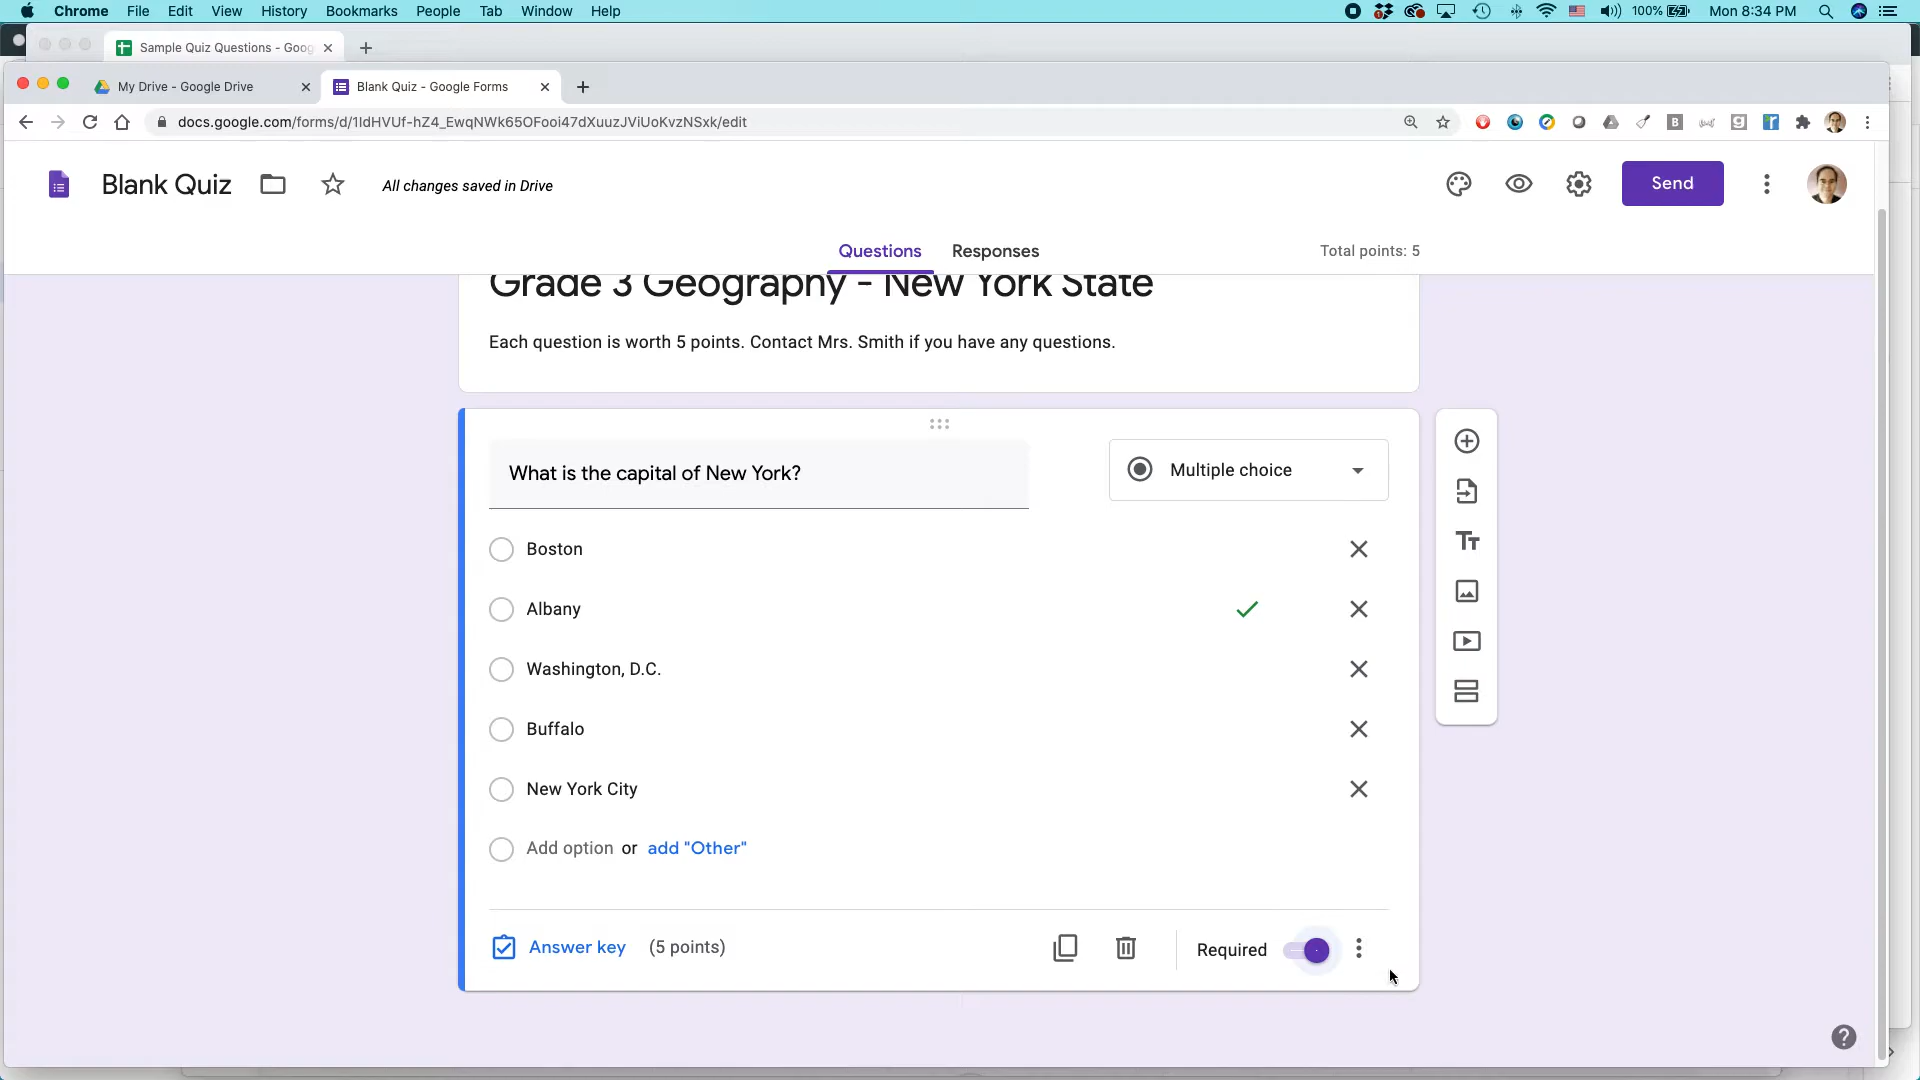 Chrome File Edit View History Bookmarks People Tab Window Help 100% Mon 8:34 PM
Sample Quiz Questions - Goog
My Drive - Google Drive
Blank Quiz - Google Forms
docs.google.com/forms/d/1IdHVUf-hZ4_EwqNWk65OFooi47dXuuzJViUoKvzNSxk/edit
Blank Quiz
All changes saved in Drive
Send
Questions
Responses
Total points: 5
Grade 3 Geography - New York State
Each question is worth 5 points. Contact Mrs. Smith if you have any questions.
What is the capital of New York?
Multiple choice
Boston
Albany
Washington, D.C.
Buffalo
New York City
Add option or add "Other"
Answer key (5 points)
Required